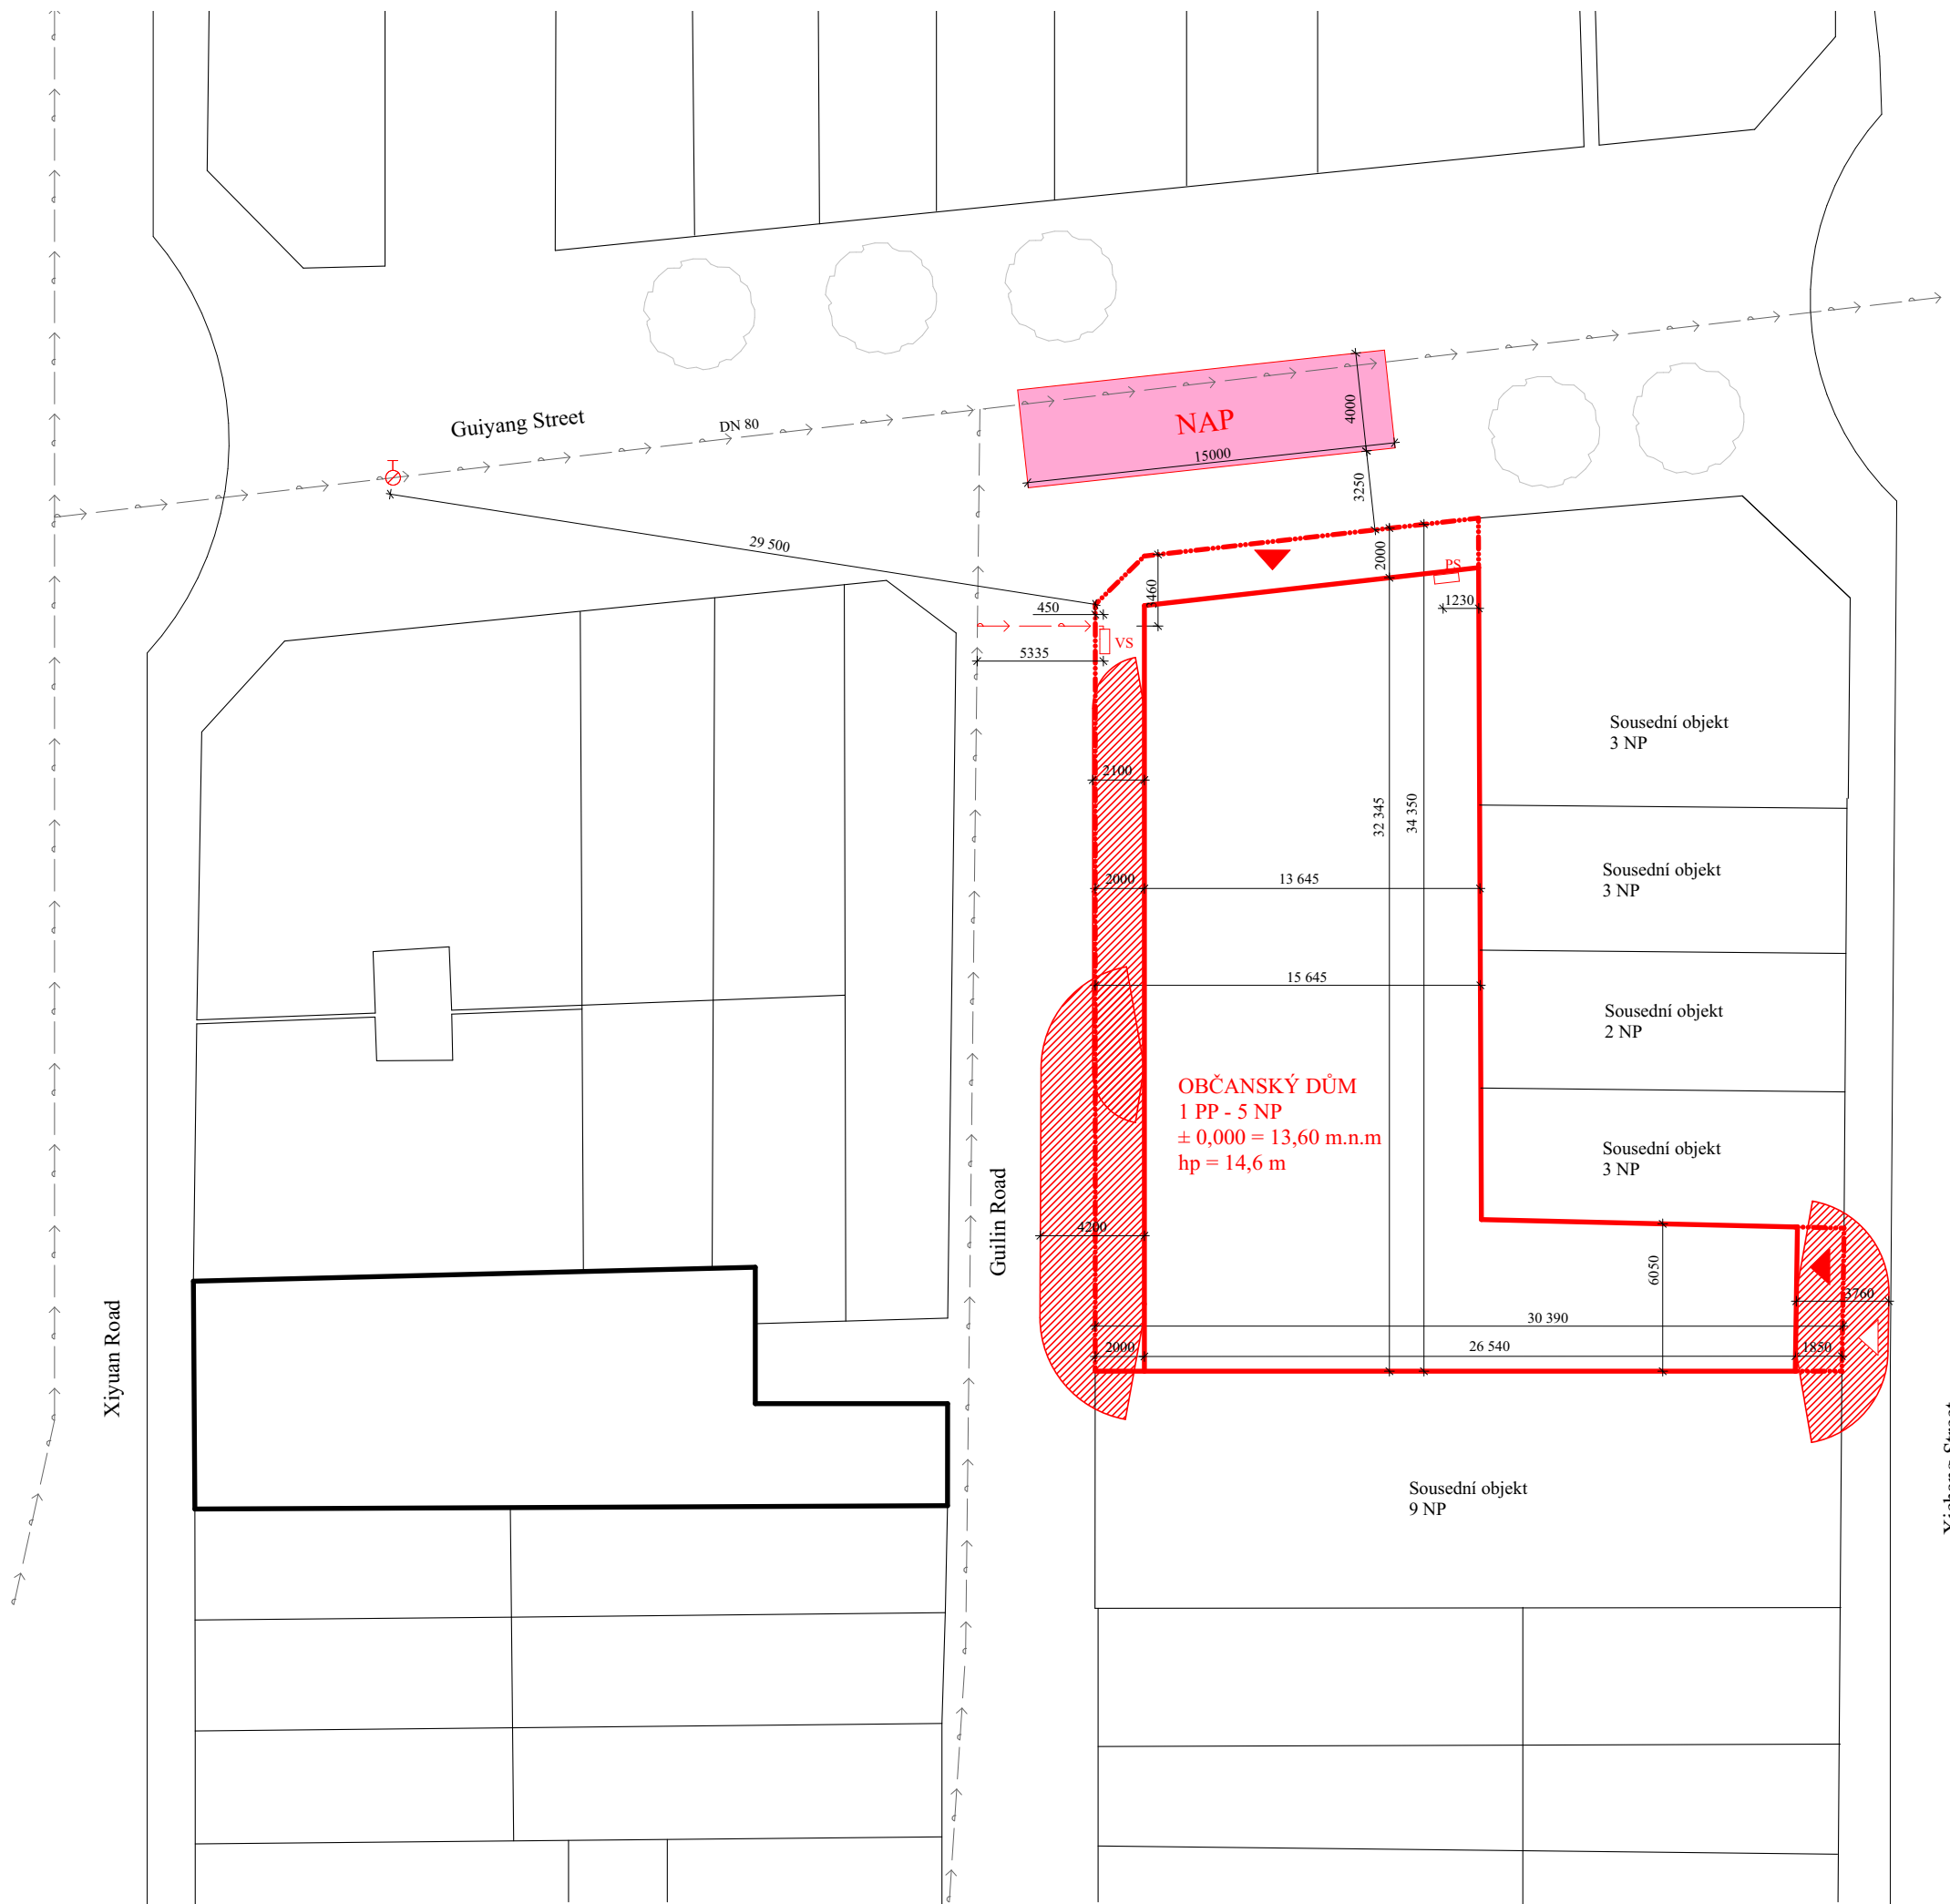 Guiyang Street
DN 80
NAP
4000
15000
3250
29 500
2000
PS
3460
1230
450
VS
5335
Sousední objekt
3 NP
2100
32 345
34 350
Sousední objekt
3 NP
2000
13 645
15 645
Sousední objekt
2 NP
OBČANSKÝ DŮM
1 PP - 5 NP
± 0,000 = 13,60 m.n.m
hp = 14,6 m
Sousední objekt
3 NP
Guilin Road
4200
6050
3760
30 390
2000
26 540
1850
Xiyuan Road
Sousední objekt
9 NP